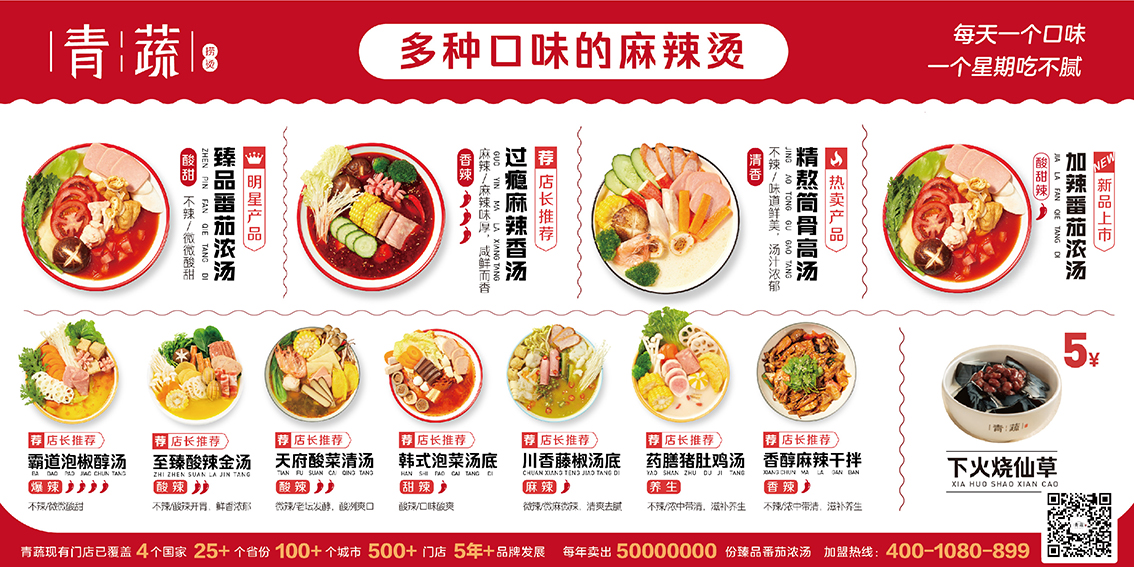 青蔬
捞烫
多种口味的麻辣烫
每天一个口味
一个星期吃不腻
明星产品
臻品番茄浓汤
ZHEN PIN FAN QIE TANG DI
酸甜
不辣/微微酸甜
荐 店长推荐
过瘾麻辣香汤
GUO YIN MA LA XIANG TANG
香辣
麻辣/麻辣味厚，咸鲜而香
热卖产品
精熬筒骨高汤
JING AO TONG GU GAO TANG
清香
不辣/味道鲜美，汤汁浓郁
NEW
新品上市
加辣番茄浓汤
JIA LA FAN QIE TANG DI
酸甜辣
荐 店长推荐
霸道泡椒醇汤
BA DAO PAO JIAO CHUN TANG
爆辣
不辣/微微酸甜
荐 店长推荐
至臻酸辣金汤
ZHI ZHEN SUAN LA JIN TANG
酸辣
不辣/酸辣开胃，鲜香浓郁
荐 店长推荐
天府酸菜清汤
TIAN FU SUAN CAI QING TANG
酸辣
微辣/老坛发酵，酸冽爽口
荐 店长推荐
韩式泡菜汤底
HAN SHI PAO CAI TANG DI
甜辣
酸辣/口味酸爽
荐 店长推荐
川香藤椒汤底
CHUAN XIANG TENG JIAO TANG DI
麻辣
微辣/微麻微辣、清爽去腻
荐 店长推荐
药膳猪肚鸡汤
YAO SHAN ZHU DU JI TANG
养生
不辣/浓中带清，滋补养生
荐 店长推荐
香醇麻辣干拌
XIANG CHUN MA LA GAN BAN
香辣
不辣/浓中带清，滋补养生
5¥
青蔬
下火烧仙草
XIA HUO SHAO XIAN CAO
青蔬现有门店已覆盖 4个国家 25+个省份 100+个城市 500+门店 5年+品牌发展 每年卖出 50000000 份臻品番茄浓汤 加盟热线：400-1080-899